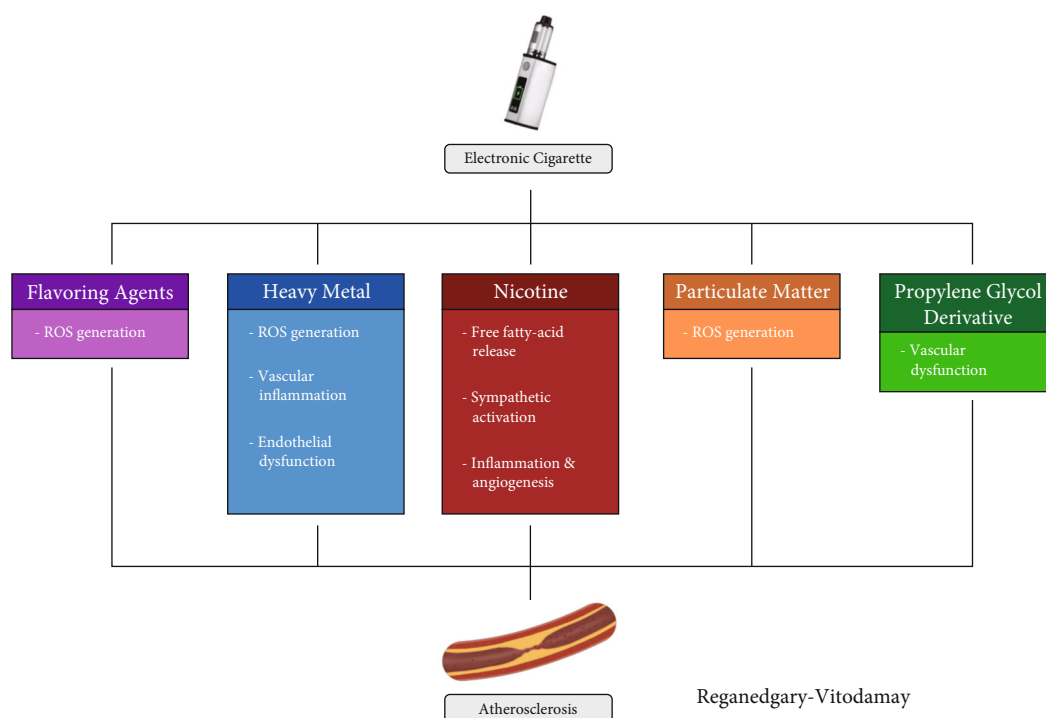 Electronic Cigarette
Flavoring Agents
- ROS generation
Heavy Metal
- ROS generation
- Vascular
inflammation
- Endothelial
dysfunction
Nicotine
- Free fatty-acid
release
- Sympathetic
activation
- Inflammation &
angiogenesis
Particulate Matter
- ROS generation
Propylene Glycol
Derivative
- Vascular
dysfunction
Atherosclerosis
Reganedgary-Vitodamay